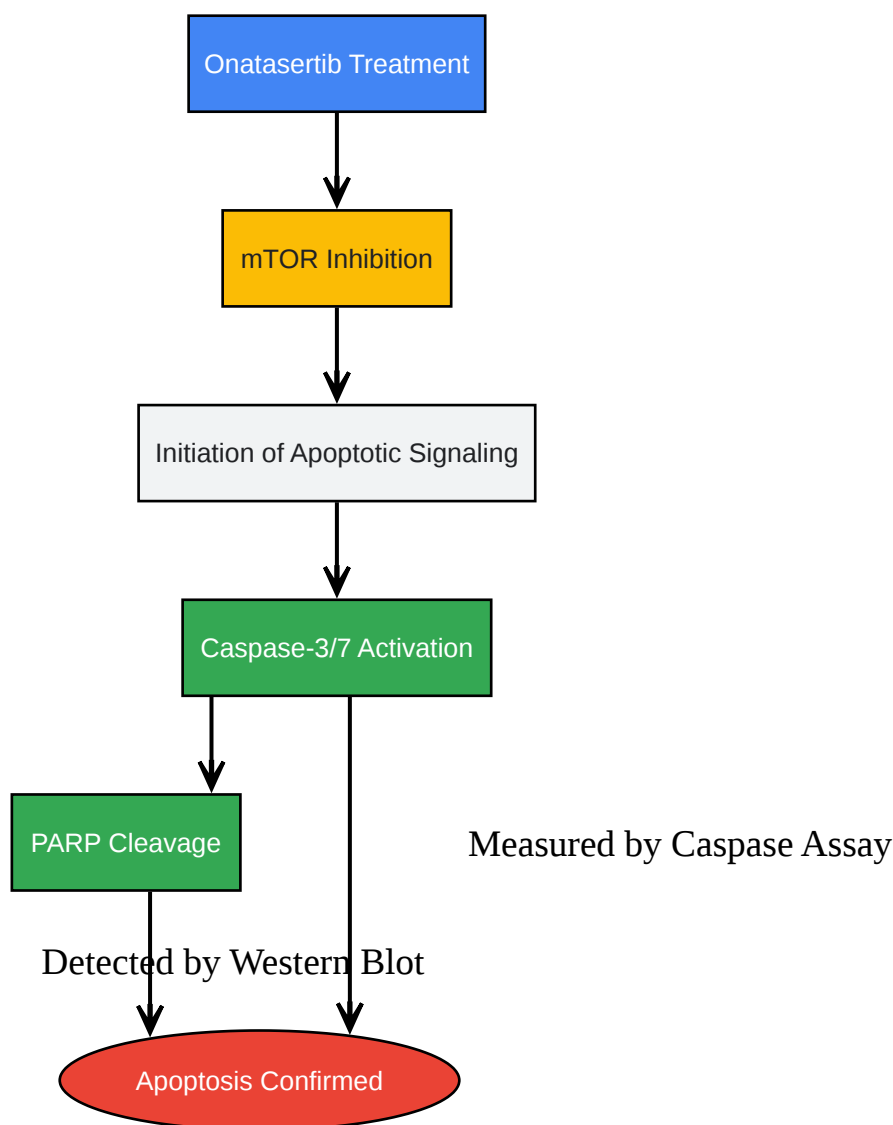 Onatasertib Treatment
mTOR Inhibition
Initiation of Apoptotic Signaling
Caspase-3/7 Activation
PARP Cleavage
Measured by Caspase Assay
Detected by Western Blot
Apoptosis Confirmed